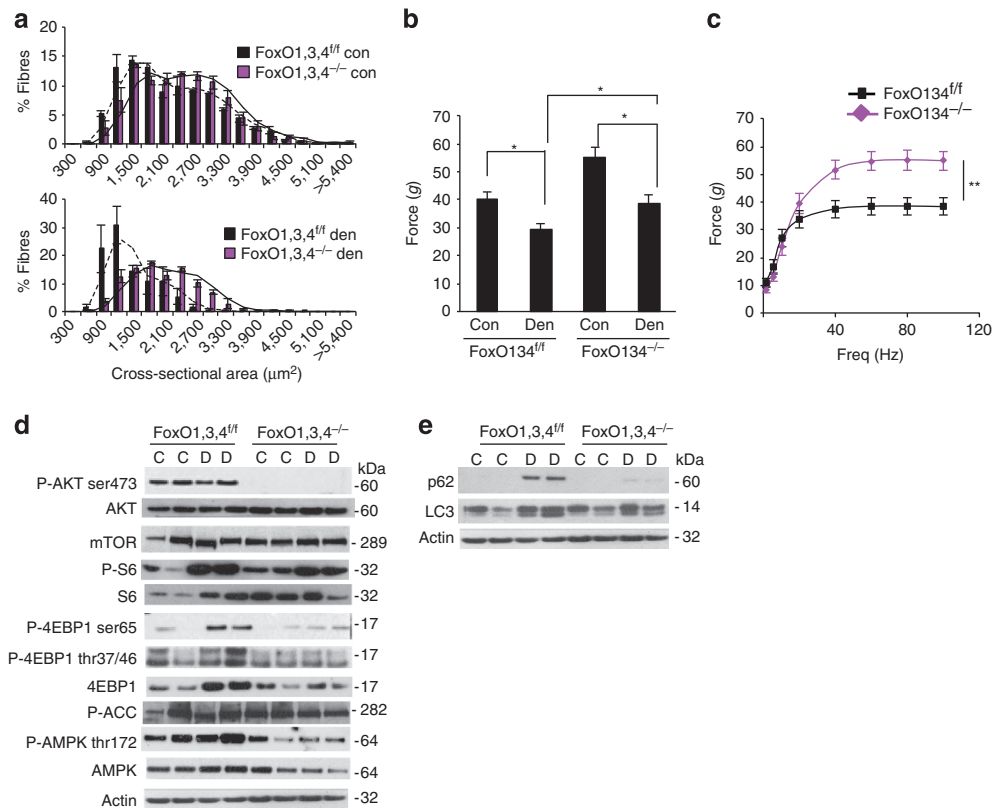 a
% Fibres
20
15
10
5
0
FoxO1,3,4f/f con
FoxO1,3,4–/– con
300
900
1,500
2,100
2,700
3,300
3,900
4,500
>5,400
% Fibres
40
30
20
10
0
FoxO1,3,4f/f den
FoxO1,3,4–/– den
300
900
1,500
2,100
2,700
3,300
3,900
4,500
>5,400
Cross-sectional area (μm2)
b
Force (g)
70
60
50
40
30
20
10
0
*
*
*
Con Den Con Den
FoxO134f/f FoxO134–/–
c
FoxO134f/f
FoxO134–/–
Force (g)
70
60
50
40
30
20
10
0
**
40 80 120
Freq (Hz)
d
FoxO1,3,4f/f FoxO1,3,4–/–
C C D D C C D D
kDa
P-AKT ser473 -60
AKT -60
mTOR - 289
P-S6 -32
S6 -32
P-4EBP1 ser65 -17
P-4EBP1 thr37/46 -17
4EBP1 -17
P-ACC - 282
P-AMPK thr172 -64
AMPK -64
Actin -32
e
FoxO1,3,4f/f FoxO1,3,4–/–
C C D D C C D D
kDa
p62 - 60
LC3 - 14
Actin - 32